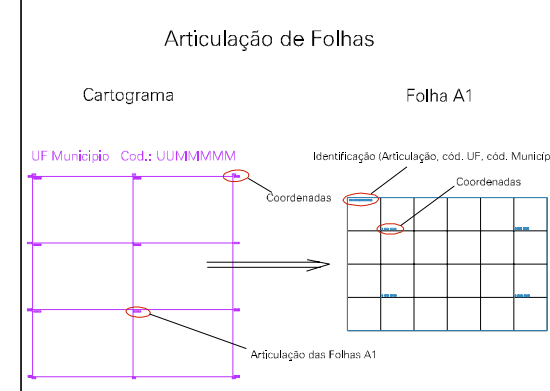 Articulação de Folhas
Cartograma
Folha A1
UF Municipio Cod.: UUMMMMM
Identificação (Articulação, cód. UF, cód. Municíp
Coordenadas
Coordenadas
Articulação das Folhas A1